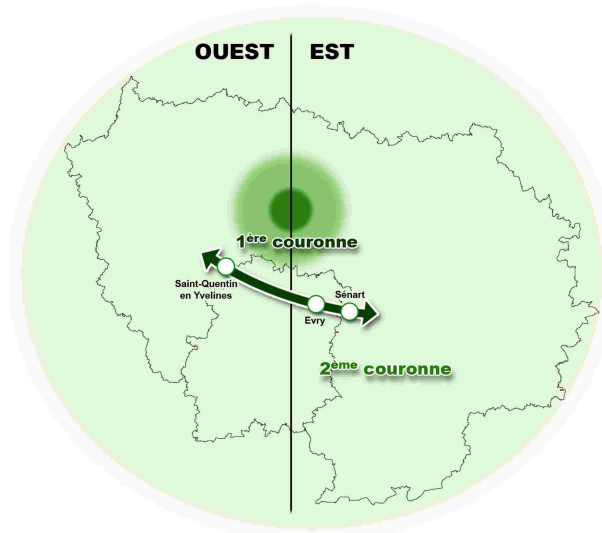 OUEST EST
1ère couronne
Saint-Quentin
en Yvelines
Sénart
Evry
2ème couronne